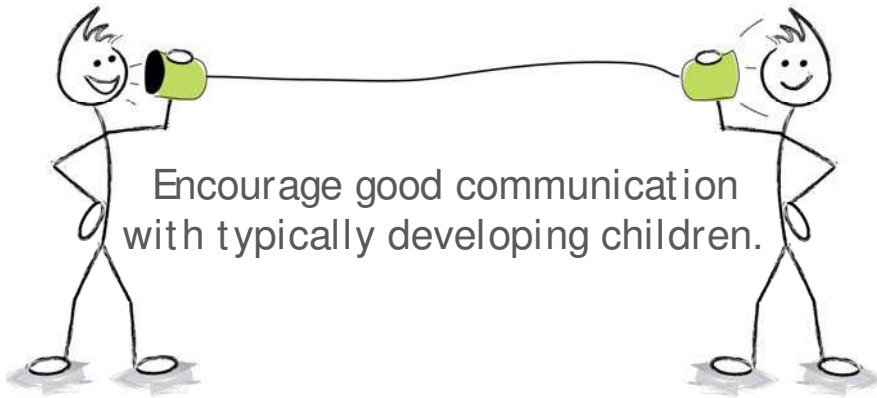 Encourage good communication
with typically developing children.